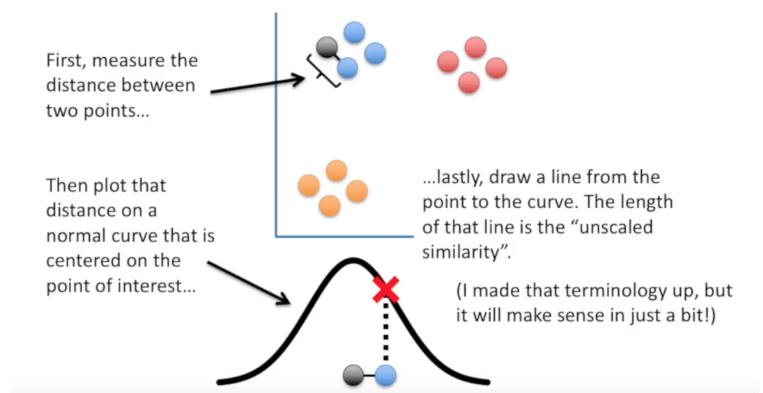 First, measure the
distance between
two points...
Then plot that
distance on a
normal curve that is
centered on the
point of interest...
...lastly, draw a line from the
point to the curve. The length
of that line is the “unscaled
similarity”.
(I made that terminology up, but
it will make sense in just a bit!)